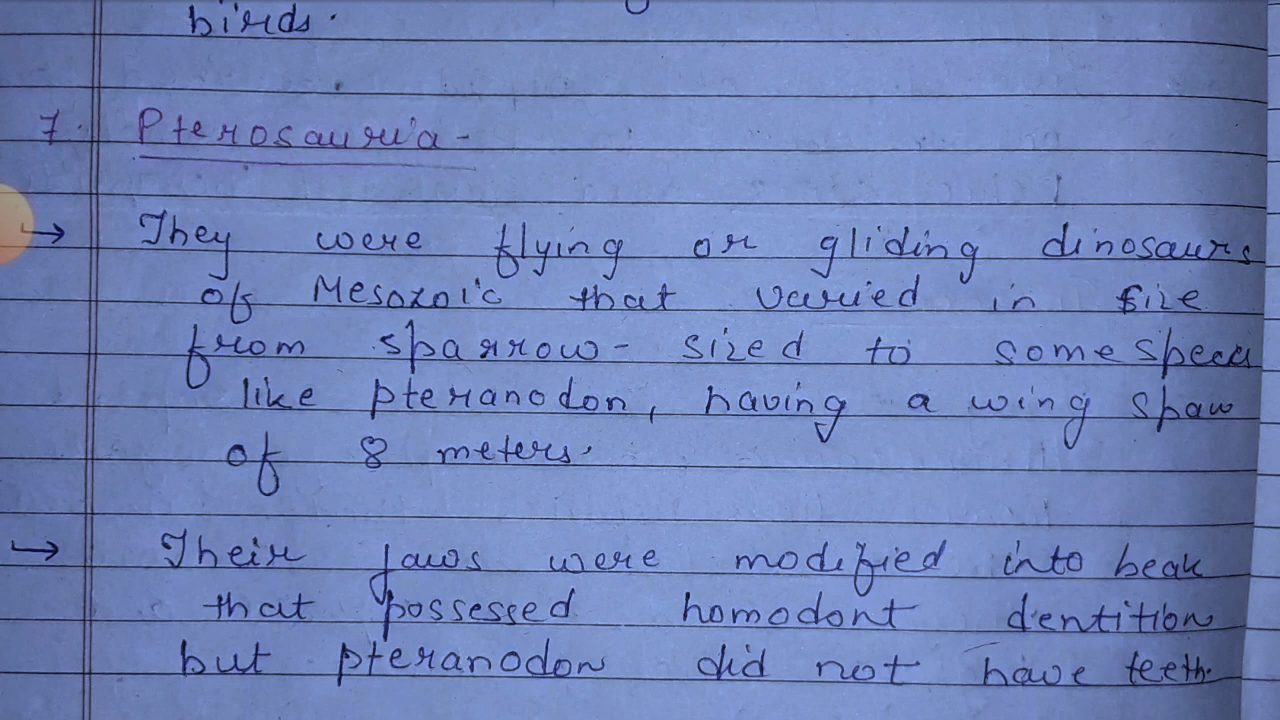 birds.
7. Pterosauria -
→ They were flying or gliding dinosaurs
of Mesozoic that varied in size
from sparrow- sized to some species
like pteranodon, having a wing span
of 8 meters.
→ Their jaws were modified into beak
that possessed homodont dentition
but pteranodon did not have teeth.